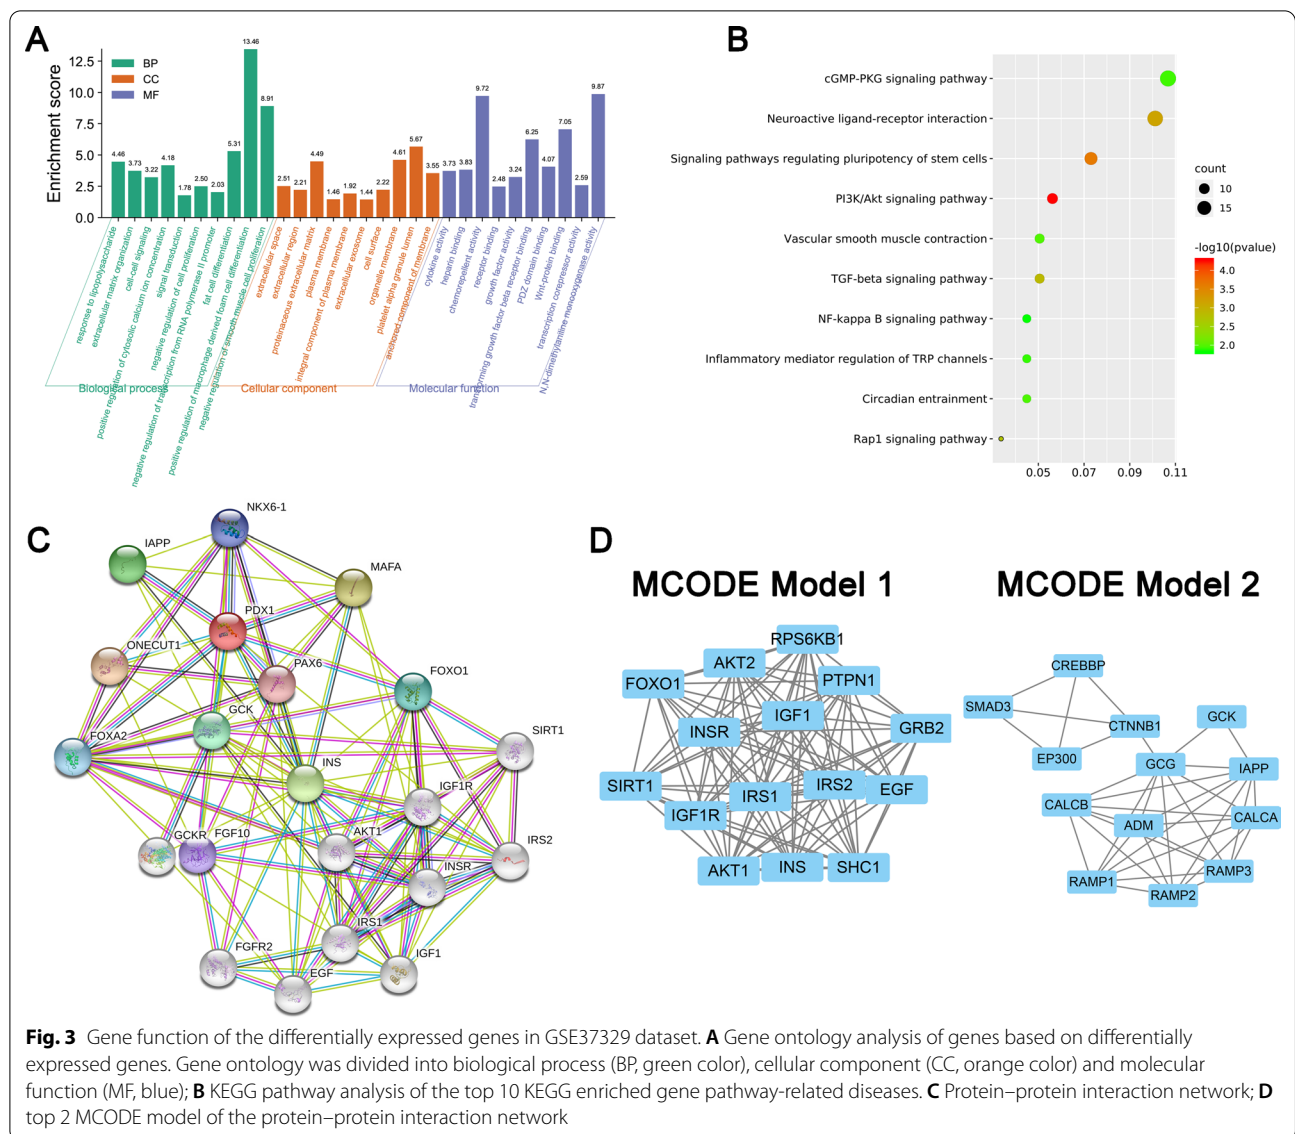 A
Enrichment score
12.5
10.0
7.5
5.0
2.5
0.0
BP
CC
MF
4.46
3.73
3.22
4.18
1.78
2.50
2.03
5.31
13.46
8.91
2.51
2.21
4.49
1.46
1.92
1.44
2.22
4.61
5.67
3.55
3.73
3.83
9.72
2.48
3.24
6.25
4.07
7.05
2.59
9.87
response to lipopolysaccharide
extracellular matrix organization
cell-cell signaling
positive regulation of cytosolic calcium ion concentration
signal transduction
negative regulation of cell proliferation
negative regulation of transcription from RNA polymerase II promoter
fat cell differentiation
positive regulation of macrophage derived foam cell differentiation
negative regulation of smooth muscle cell proliferation
extracellular space
extracellular region
proteinaceous extracellular matrix
plasma membrane
integral component of plasma membrane
extracellular exosome
cell surface
organelle membrane
platelet alpha granule lumen
anchored component of membrane
cytokine activity
heparin binding
chemorepellent activity
receptor binding
growth factor activity
transforming growth factor beta receptor binding
PDZ domain binding
Wnt-protein binding
transcription corepressor activity
N,N-dimethylaniline monooxygenase activity
Biological process
Cellular component
Molecular function
B
cGMP-PKG signaling pathway
Neuroactive ligand-receptor interaction
Signaling pathways regulating pluripotency of stem cells
PI3K/Akt signaling pathway
Vascular smooth muscle contraction
TGF-beta signaling pathway
NF-kappa B signaling pathway
Inflammatory mediator regulation of TRP channels
Circadian entrainment
Rap1 signaling pathway
0.05 0.07 0.09 0.11
count
10
15
-log10(pvalue)
4.0
3.5
3.0
2.5
2.0
C
NKX6-1
IAPP
MAFA
PDX1
ONECUT1
PAX6
FOXO1
GCK
FOXA2
SIRT1
INS
IGF1R
GCKR
FGF10
AKT1
IRS2
INSR
IRS1
FGFR2
IGF1
EGF
D
MCODE Model 1
RPS6KB1
AKT2
FOXO1
PTPN1
IGF1
INSR
GRB2
SIRT1
IRS2
EGF
IRS1
IGF1R
AKT1
INS
SHC1
MCODE Model 2
CREBBP
SMAD3
GCK
CTNNB1
EP300
GCG
IAPP
CALCB
CALCA
ADM
RAMP3
RAMP1
RAMP2
Fig. 3 Gene function of the differentially expressed genes in GSE37329 dataset. A Gene ontology analysis of genes based on differentially
expressed genes. Gene ontology was divided into biological process (BP, green color), cellular component (CC, orange color) and molecular
function (MF, blue); B KEGG pathway analysis of the top 10 KEGG enriched gene pathway-related diseases. C Protein–protein interaction network; D
top 2 MCODE model of the protein–protein interaction network